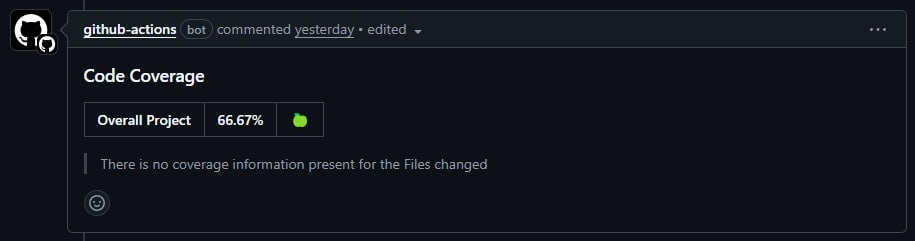 github-actions bot commented yesterday • edited
Code Coverage
Overall Project 66.67% 🍏
There is no coverage information present for the Files changed